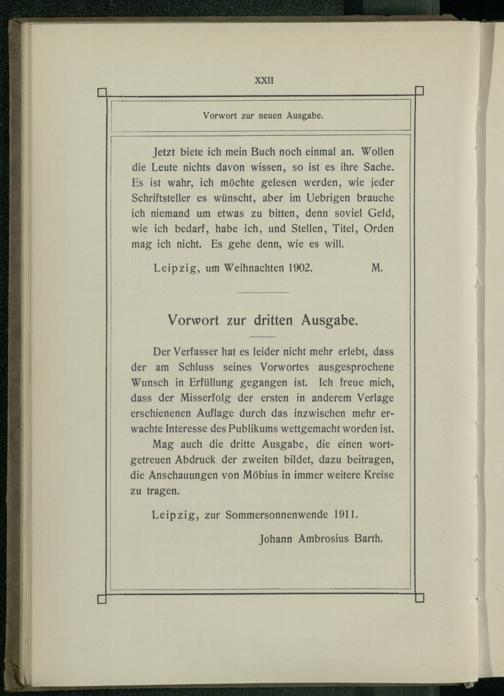 XXII
Vorwort zur neuen Ausgabe.
Jetzt biete ich mein Buch noch einmal an. Wollen
die Leute nichts davon wissen, so ist es ihre Sache.
Es ist wahr, ich möchte gelesen werden, wie jeder
Schriftsteller es wünscht, aber im Uebrigen brauche
ich niemand um etwas zu bitten, denn soviel Geld,
wie ich bedarf, habe ich, und Stellen, Titel, Orden
mag ich nicht. Es gehe denn, wie es will.
Leipzig, um Weihnachten 1902. M.
Vorwort zur dritten Ausgabe.
Der Verfasser hat es leider nicht mehr erlebt, dass
der am Schluss seines Vorwortes ausgesprochene
Wunsch in Erfüllung gegangen ist. Ich freue mich,
dass der Misserfolg der ersten in anderem Verlage
erschienenen Auflage durch das inzwischen mehr er-
wachte Interesse des Publikums wettgemacht worden ist.
Mag auch die dritte Ausgabe, die einen wort-
getreuen Abdruck der zweiten bildet, dazu beitragen,
die Anschauungen von Möbius in immer weitere Kreise
zu tragen.
Leipzig, zur Sommersonnenwende 1911.
Johann Ambrosius Barth.